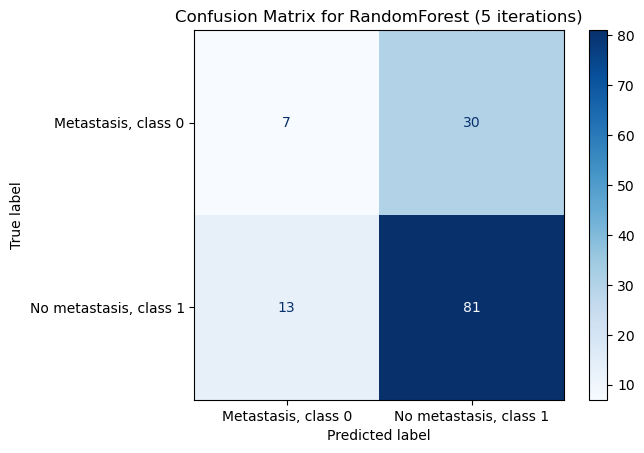 Confusion Matrix for RandomForest (5 iterations)
True label
Metastasis, class 0
7
30
No metastasis, class 1
13
81
Metastasis, class 0
No metastasis, class 1
Predicted label
80
70
60
50
40
30
20
10